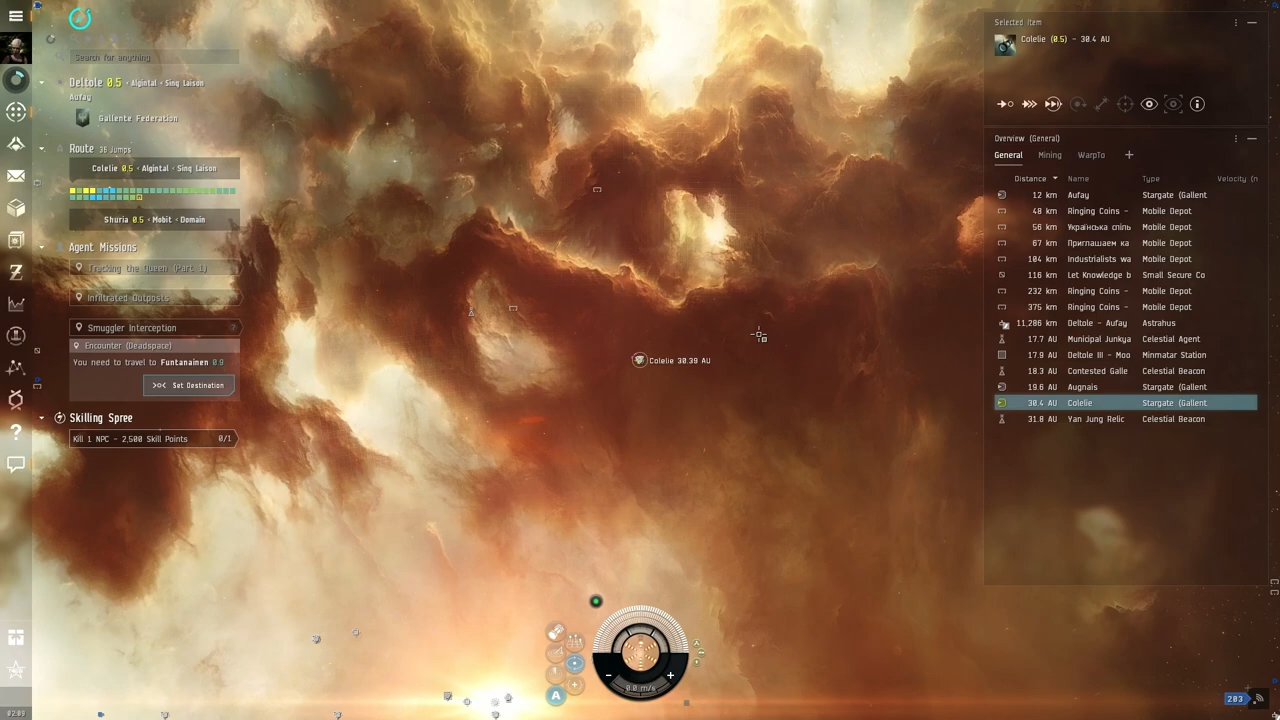 Search for anything
Deltole 0.5 ‹ Algintal ‹ Sinq Laison
Aufay
Gallente Federation
Route 36 Jumps
Colelie 0.5 ‹ Algintal ‹ Sinq Laison
Shuria 0.5 ‹ Mobit ‹ Domain
Agent Missions
Tracking the Queen (Part 1)
Infiltrated Outposts
Smuggler Interception ?
Encounter (Deadspace)
You need to travel to Funtanainen 0.9
Set Destination
Skilling Spree
Kill 1 NPC - 2,500 Skill Points 0/1
02:09
Colelie 30.39 AU
A
0.0 m/s
Selected Item
Colelie (0.5) - 30.4 AU
Overview (General)
General Mining WarpTo +
Distance Name Type Velocity (m
12 km Aufay Stargate (Gallent
48 km Ringing Coins - Mobile Depot
56 km Українська спіль Mobile Depot
67 km Приглашаем ка Mobile Depot
104 km Industrialists wa Mobile Depot
116 km Let Knowledge b Small Secure Co
232 km Ringing Coins - Mobile Depot
375 km Ringing Coins - Mobile Depot
11,286 km Deltole - Aufay Astrahus
17.7 AU Municipal Junkya Celestial Agent
17.9 AU Deltole III - Moo Minmatar Station
18.3 AU Contested Galle Celestial Beacon
19.6 AU Augnais Stargate (Gallent
30.4 AU Colelie Stargate (Gallent
31.8 AU Yan Jung Relic Celestial Beacon
203